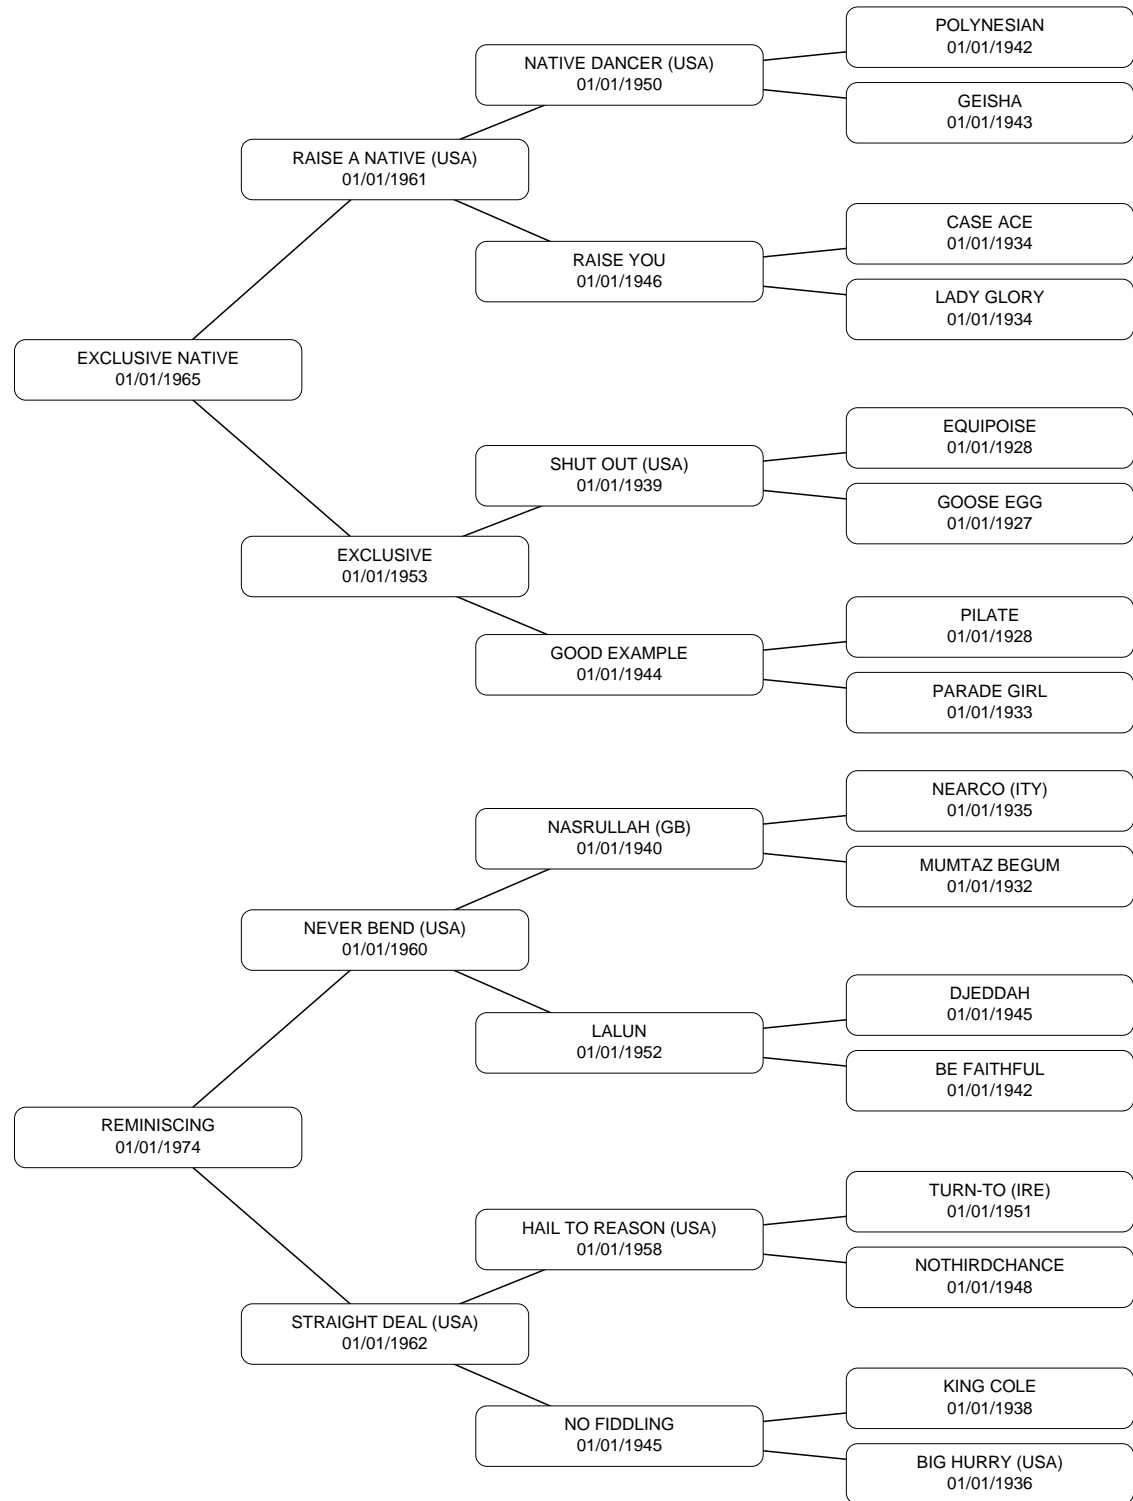 POLYNESIAN
01/01/1942
NATIVE DANCER (USA)
01/01/1950
GEISHA
01/01/1943
RAISE A NATIVE (USA)
01/01/1961
CASE ACE
01/01/1934
RAISE YOU
01/01/1946
LADY GLORY
01/01/1934
EXCLUSIVE NATIVE
01/01/1965
EQUIPOISE
01/01/1928
SHUT OUT (USA)
01/01/1939
GOOSE EGG
01/01/1927
EXCLUSIVE
01/01/1953
PILATE
01/01/1928
GOOD EXAMPLE
01/01/1944
PARADE GIRL
01/01/1933
NEARCO (ITY)
01/01/1935
NASRULLAH (GB)
01/01/1940
MUMTAZ BEGUM
01/01/1932
NEVER BEND (USA)
01/01/1960
DJEDDAH
01/01/1945
LALUN
01/01/1952
BE FAITHFUL
01/01/1942
REMINISCING
01/01/1974
TURN-TO (IRE)
01/01/1951
HAIL TO REASON (USA)
01/01/1958
NOTHIRDCHANCE
01/01/1948
STRAIGHT DEAL (USA)
01/01/1962
KING COLE
01/01/1938
NO FIDDLING
01/01/1945
BIG HURRY (USA)
01/01/1936